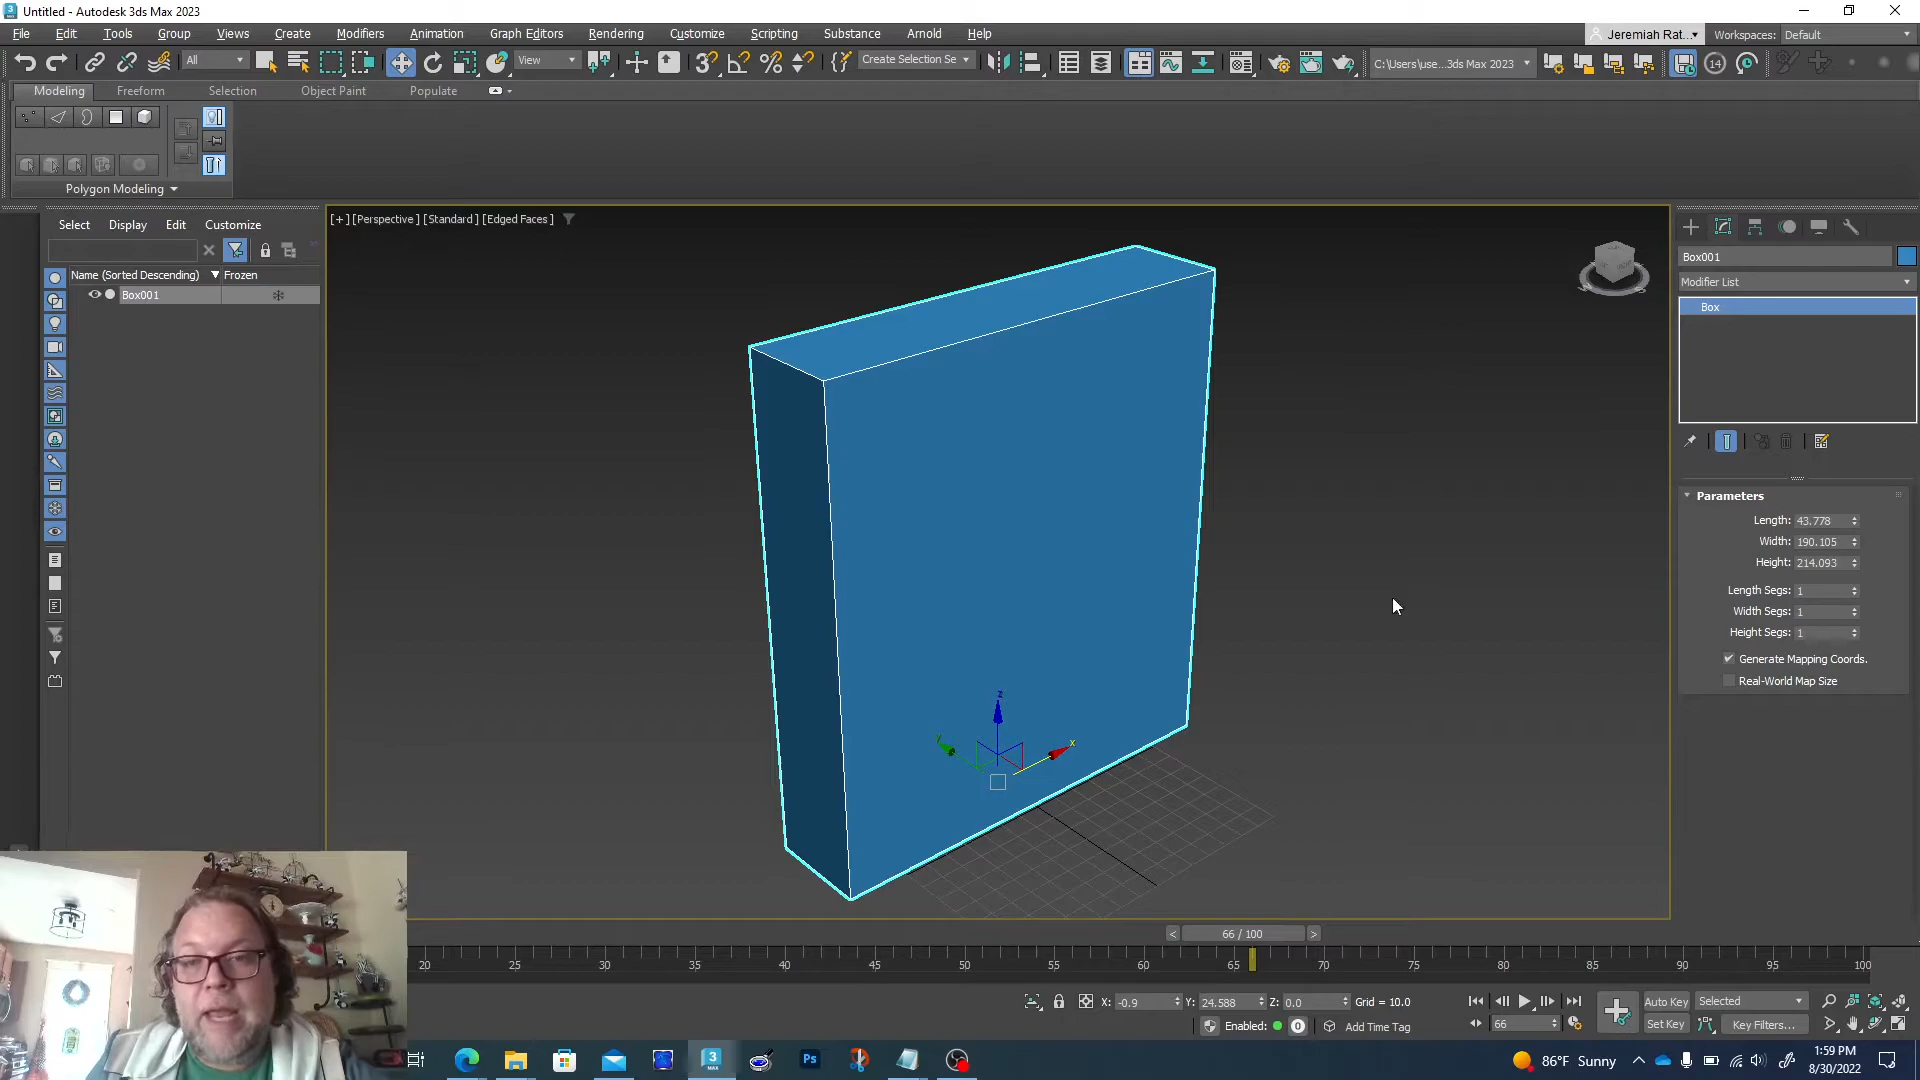 Untitled - Autodesk 3ds Max 2023
File Edit Tools Group Views Create Modifiers Animation Graph Editors Rendering Customize Scripting Substance Arnold Help
Jeremiah Rat... Workspaces: Default
All View Create Selection Se C:\Users\use...3ds Max 2023 14
Modeling Freeform Selection Object Paint Populate
Polygon Modeling
Select Display Edit Customize
Name (Sorted Descending) Frozen
Box001
[+] [Perspective] [Standard] [Edged Faces]
z
y
x
Box001
Modifier List
Box
Parameters
Length: 43.778
Width: 190.105
Height: 214.093
Length Segs: 1
Width Segs: 1
Height Segs: 1
Generate Mapping Coords.
Real-World Map Size
< 66 / 100 >
20 25 30 35 40 45 50 55 60 65 70 75 80 85 90 95 100
X: -0.9 Y: 24.588 Z: 0.0 Grid = 10.0
Enabled: 0 Add Time Tag
Auto Key Selected
66 Set Key Key Filters...
3 MAX Ps
86°F Sunny
1:59 PM
8/30/2022